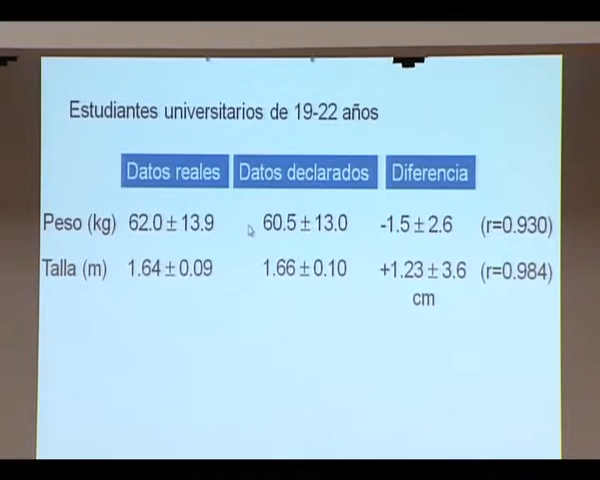 Estudiantes universitarios de 19-22 años
Datos reales Datos declarados Diferencia
Peso (kg) 62.0 ± 13.9 60.5 ± 13.0 -1.5 ± 2.6 (r=0.930)
Talla (m) 1.64 ± 0.09 1.66 ± 0.10 +1.23 ± 3.6 (r=0.984)
cm